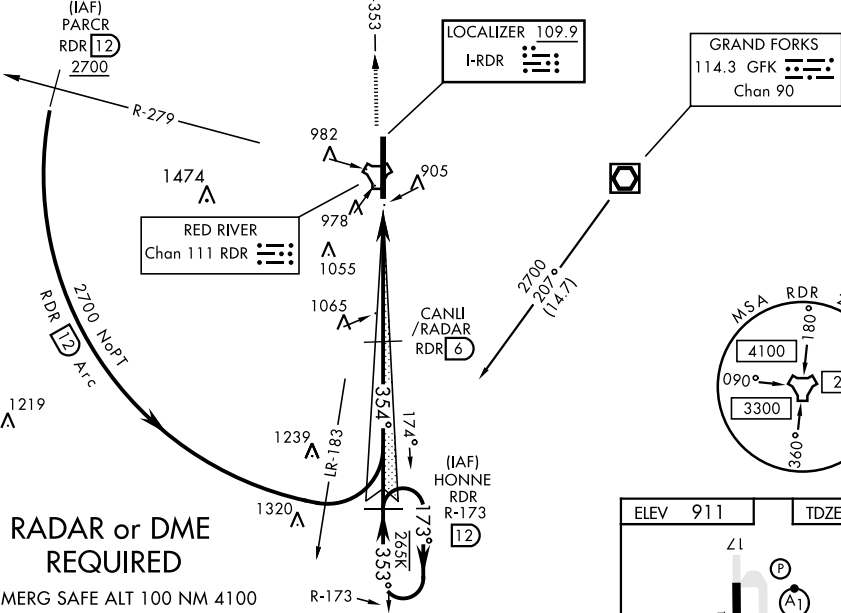 (IAF)
PARCR
RDR 12
2700
R-279
-353
LOCALIZER 109.9
I-RDR
GRAND FORKS
114.3 GFK
Chan 90
982
905
1474
978
RED RIVER
Chan 111 RDR
1055
1065
CANLI
/RADAR
RDR 6
2700
207°
(14.7)
2700 NoPT
RDR 12 Arc
MSA RDR
180°
4100
090°
3300
360°
1219
1239
LR-183
354°
174°
(IAF)
HONNE
RDR
R-173
12
1320
173°
265K
353°
R-173
RADAR or DME
REQUIRED
MERG SAFE ALT 100 NM 4100
ELEV 911
TDZE
17
P
A1